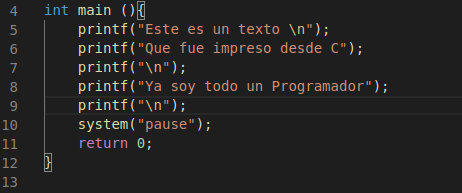 4 int main (){
5 printf("Este es un texto \n");
6 printf("Que fue impreso desde C");
7 printf("\n");
8 printf("Ya soy todo un Programador");
9 printf("\n");
10 system("pause");
11 return 0;
12 }
13